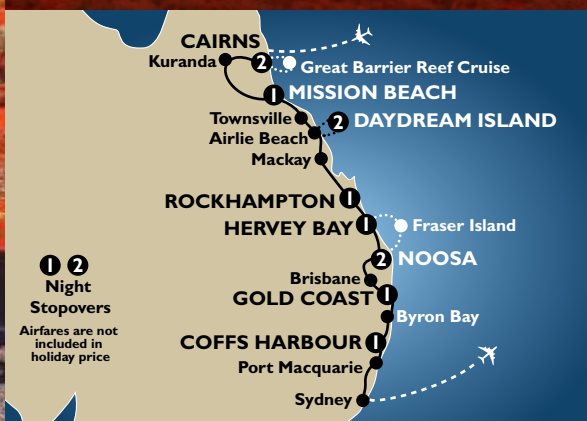 CAIRNS
Kuranda
2
Great Barrier Reef Cruise
1 MISSION BEACH
Townsville
2 DAYDREAM ISLAND
Airlie Beach
Mackay
ROCKHAMPTON 1
HERVEY BAY 1
Fraser Island
2 NOOSA
Brisbane
GOLD COAST 1
Byron Bay
COFFS HARBOUR 1
Port Macquarie
Sydney
1 2
Night
Stopovers
Airfares are not
included in
holiday price